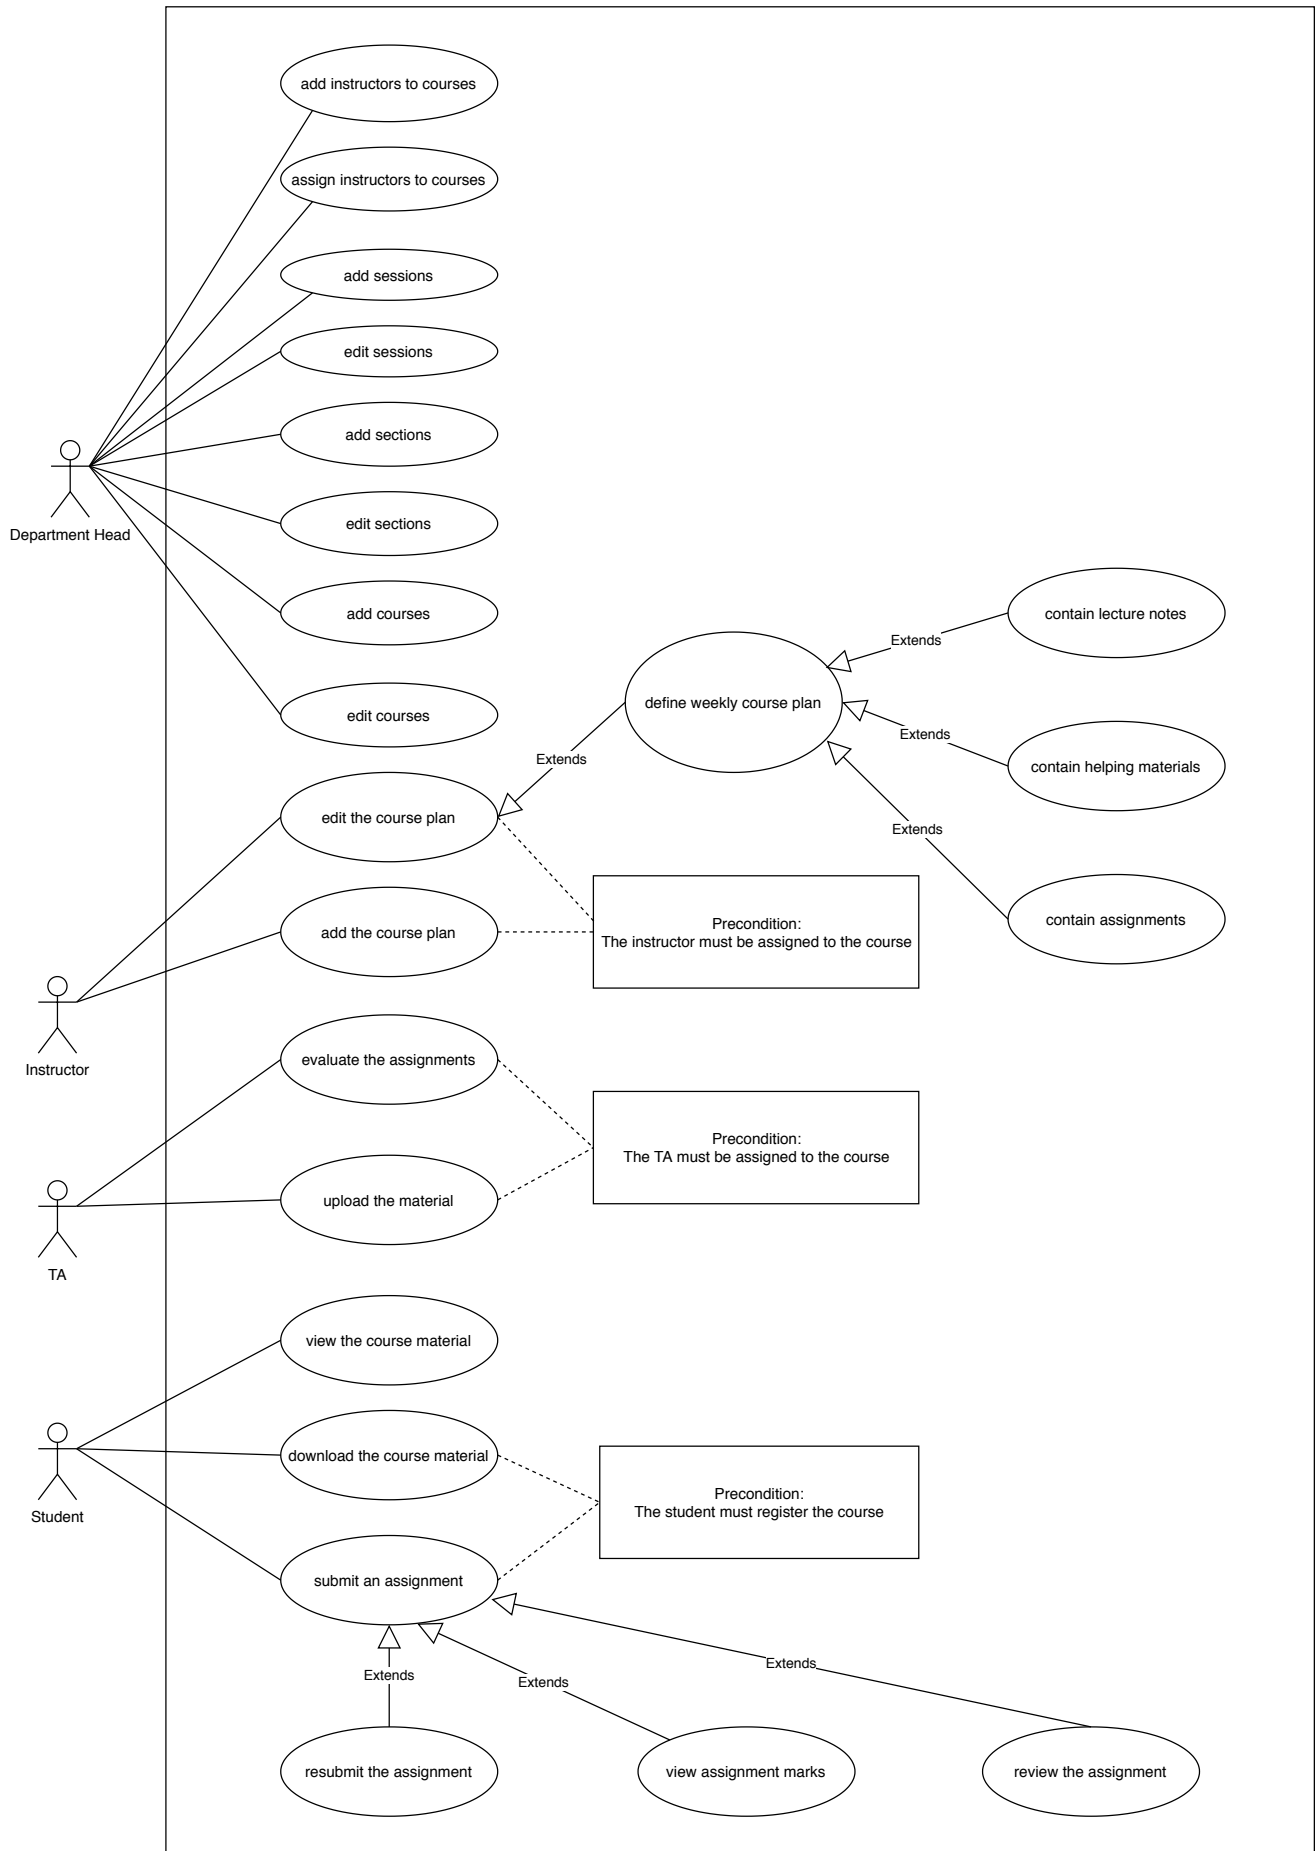 add instructors to courses
assign instructors to courses
add sessions
edit sessions
add sections
Department Head
edit sections
add courses
contain lecture notes
Extends
define weekly course plan
edit courses
Extends
Extends
contain helping materials
edit the course plan
Extends
Precondition:
The instructor must be assigned to the course
add the course plan
contain assignments
Instructor
evaluate the assignments
Precondition:
The TA must be assigned to the course
upload the material
TA
view the course material
download the course material
Student
Precondition:
The student must register the course
submit an assignment
Extends
Extends
Extends
resubmit the assignment
view assignment marks
review the assignment